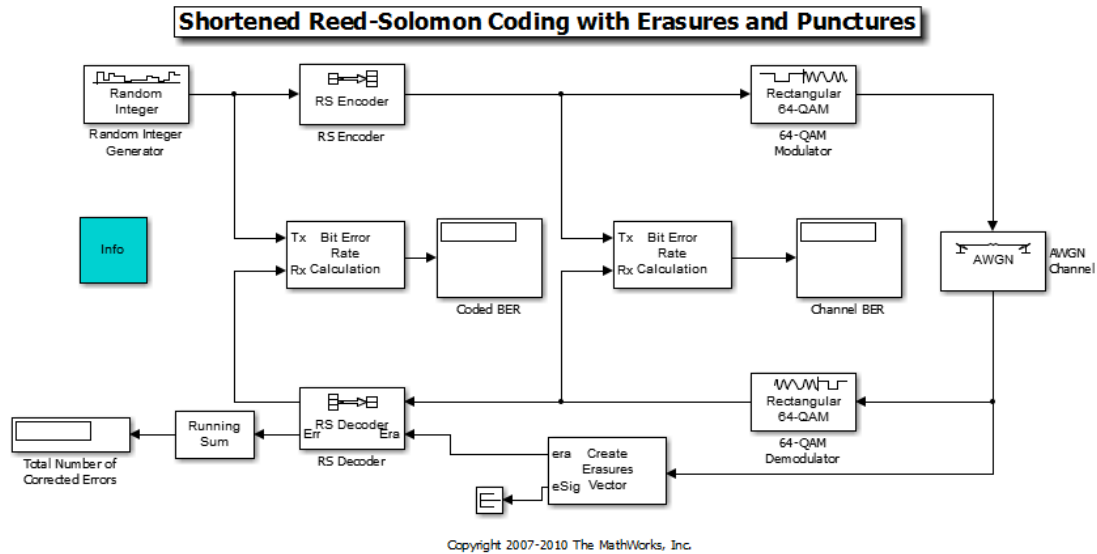 Shortened Reed-Solomon Coding with Erasures and Punctures
Random
Integer
Random Integer
Generator
RS Encoder
RS Encoder
Rectangular
64-QAM
64-QAM
Modulator
Info
Tx
Rx
Bit Error
Rate
Calculation
Coded BER
Tx
Rx
Bit Error
Rate
Calculation
Channel BER
AWGN
AWGN
Channel
Total Number of
Corrected Errors
Running
Sum
RS Decoder
Err
Era
RS Decoder
era
eSig
Create
Erasures
Vector
Rectangular
64-QAM
64-QAM
Demodulator
Copyright 2007-2010 The MathWorks, Inc.